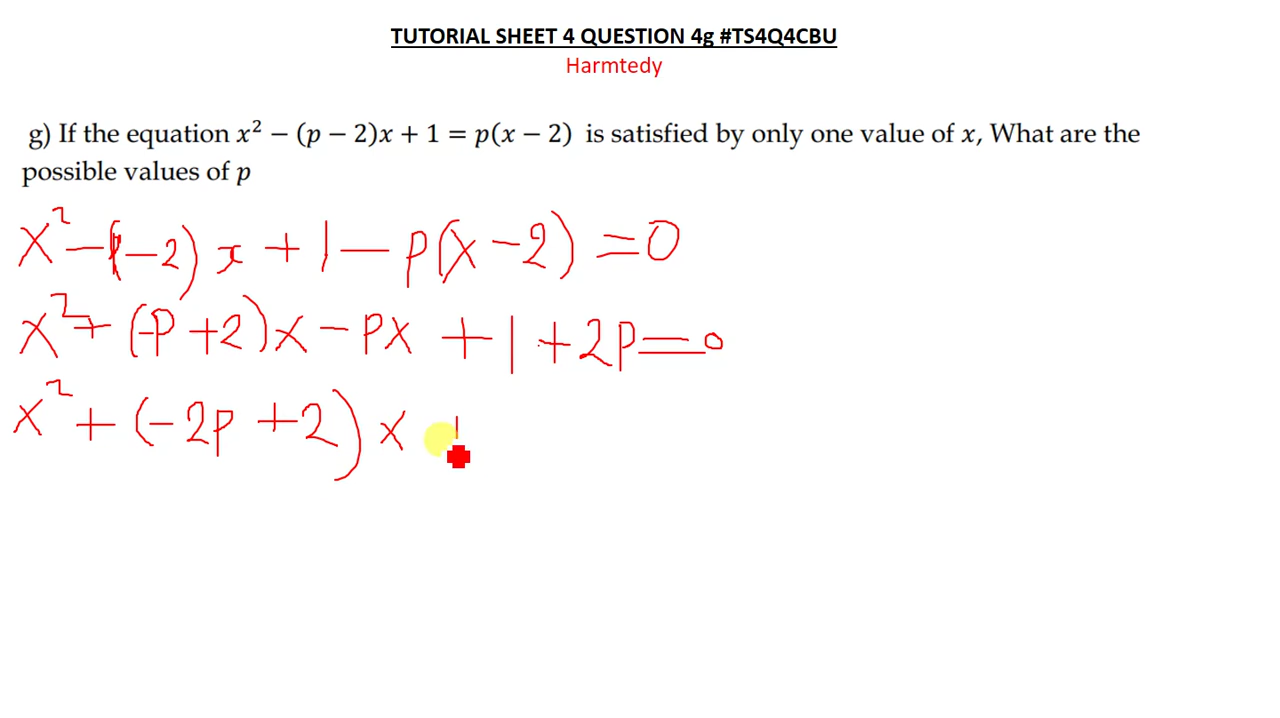 TUTORIAL SHEET 4 QUESTION 4g #TS4Q4CBU
Harmtedy
g) If the equation x² − (p − 2)x + 1 = p(x − 2) is satisfied by only one value of x, What are the
possible values of p
x² − (p − 2) x + 1 − p(x − 2) = 0
x² + (−p + 2)x − px + 1 + 2p = 0
x² + (−2p + 2) x